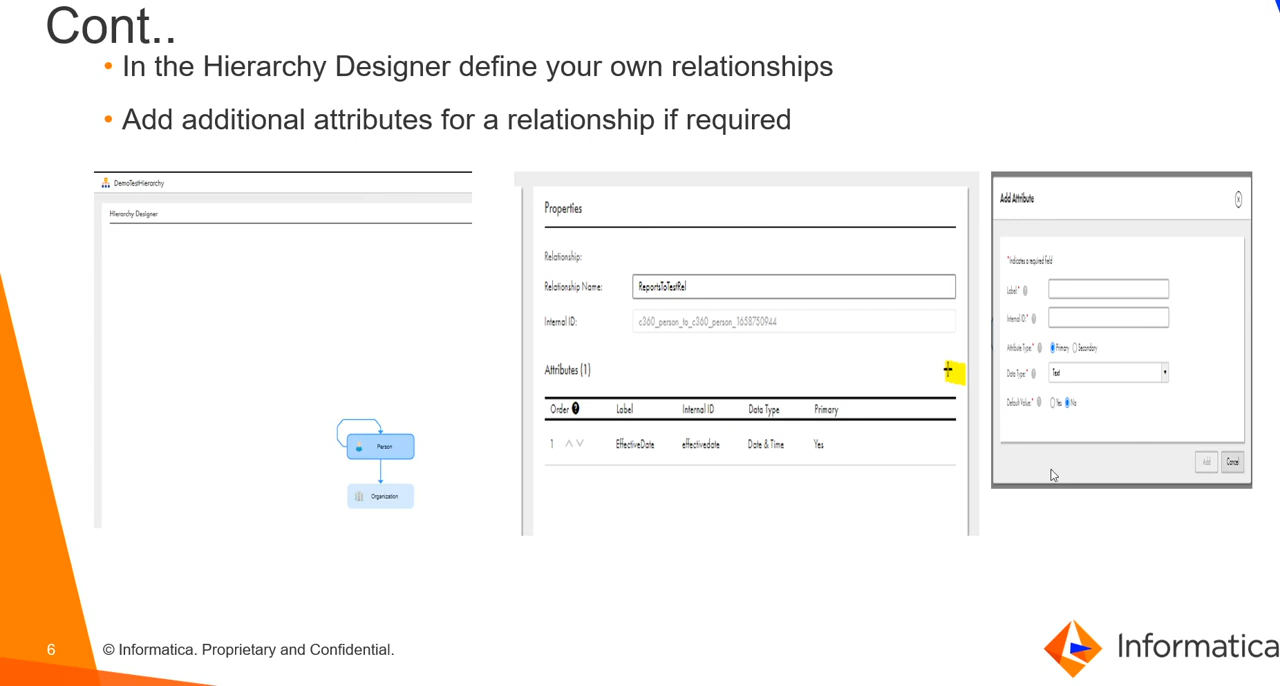 Cont..
• In the Hierarchy Designer define your own relationships
• Add additional attributes for a relationship if required
DemoTestHierarchy
Hierarchy Designer
Person
Organization
Properties
Relationship:
Relationship Name: ReportsToTestRel
Internal ID: c360_person_to_c360_person_1658750944
Attributes (1)
Order Label Internal ID Data Type Primary
1 EffectiveDate effectivedate Date & Time Yes
Add Attribute
*Indicates a required field
Label*
Internal ID:*
Attribute Type:* Primary Secondary
Data Type:* Text
Default Value:* Yes No
Add Cancel
6 © Informatica. Proprietary and Confidential.
Informatica